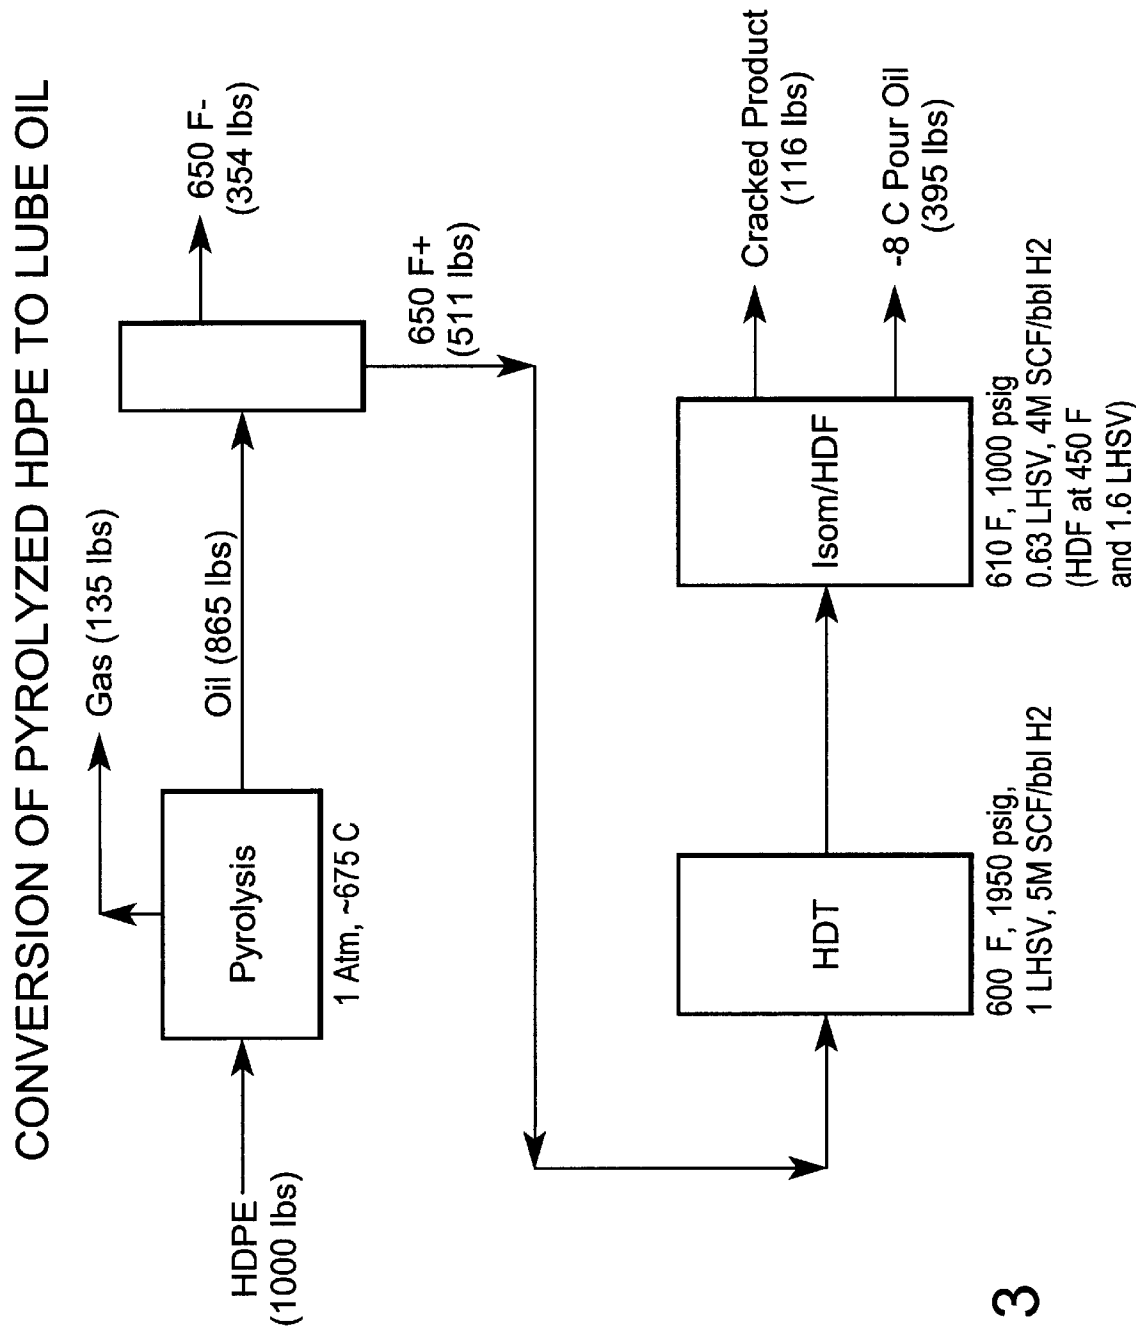 CONVERSION OF PYROLYZED HDPE TO LUBE OIL
HDPE
(1000 lbs)
Pyrolysis
1 Atm, ~675 C
Gas (135 lbs)
Oil (865 lbs)
650 F-
(354 lbs)
650 F+
(511 lbs)
HDT
600 F, 1950 psig,
1 LHSV, 5M SCF/bbl H2
Isom/HDF
610 F, 1000 psig
0.63 LHSV, 4M SCF/bbl H2
(HDF at 450 F
and 1.6 LHSV)
Cracked Product
(116 lbs)
-8 C Pour Oil
(395 lbs)
3